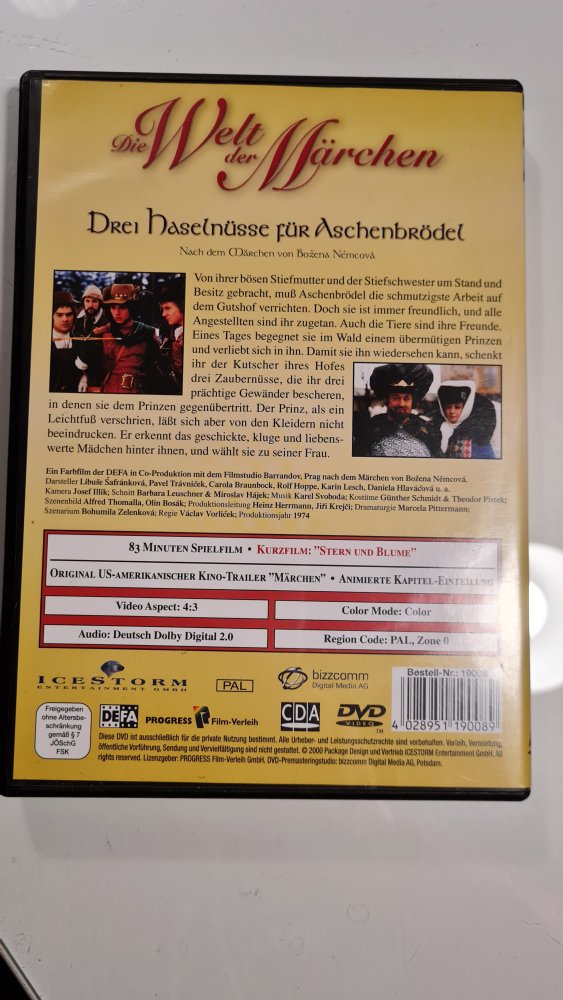 Die Welt der Märchen
Drei Haselnüsse für Aschenbrödel
Nach dem Märchen von Božena Němcová
Von ihrer bösen Stiefmutter und der Stiefschwester um Stand und
Besitz gebracht, muß Aschenbrödel die schmutzigste Arbeit auf
dem Gutshof verrichten. Doch sie ist immer freundlich, und alle
Angestellten sind ihr zugetan. Auch die Tiere sind ihre Freunde.
Eines Tages begegnet sie im Wald einem übermütigen Prinzen
und verliebt sich in ihn. Damit sie ihn wiedersehen kann, schenkt
ihr der Kutscher ihres Hofes
drei Zaubernüsse, die ihr drei
prächtige Gewänder bescheren,
in denen sie dem Prinzen gegenübertritt. Der Prinz, als ein
Leichtfuß verschrien, läßt sich aber von den Kleidern nicht
beeindrucken. Er erkennt das geschickte, kluge und liebens-
werte Mädchen hinter ihnen, und wählt sie zu seiner Frau.
Ein Farbfilm der DEFA in Co-Produktion mit dem Filmstudio Barrandov, Prag nach dem Märchen von Božena Němcová.
Darsteller Libuše Šafránková, Pavel Trávníček, Carola Braunbock, Rolf Hoppe, Karin Lesch, Daniela Hlaváčová u. a.
Kamera Josef Illik; Schnitt Barbara Leuschner & Miroslav Hájek; Musik Karel Svoboda; Kostüme Günther Schmidt & Theodor Pištek;
Szenenbild Alfred Thomalla, Olin Bosák; Produktionsleitung Heinz Herrmann, Jiří Krejčí; Dramaturgie Marcela Pittermann;
Szenarium Bohumila Zelenková; Regie Václav Vorlíček; Produktionsjahr 1974
83 Minuten Spielfilm • Kurzfilm: "Stern und Blume"
Original US-amerikanischer Kino-Trailer "Märchen" • Animierte Kapitel-Einteilung
Video Aspect: 4:3
Color Mode: Color
Audio: Deutsch Dolby Digital 2.0
Region Code: PAL, Zone 0
ICESTORM
ENTERTAINMENT GMBH
PAL
bizzcomm
Digital Media AG
Bestell-Nr.: 19008
4 028951 190089
Freigegeben
ohne Altersbe-
schränkung
gemäß § 7
JÖSchG
FSK
DEFA
PROGRESS Film-Verleih
CDA
DVD
VIDEO
TM
Diese DVD ist ausschließlich für die private Nutzung bestimmt. Alle Urheber- und Leistungsschutzrechte sind vorbehalten. Verleih, Vermietung,
öffentliche Vorführung, Sendung und Vervielfältigung sind nicht gestattet. © 2000 Package Design und Vertrieb ICESTORM Entertainment GmbH. All
rights reserved. Lizenzgeber: PROGRESS Film-Verleih GmbH. DVD-Premasteringstudio: bizzcomm Digital Media AG, Potsdam.